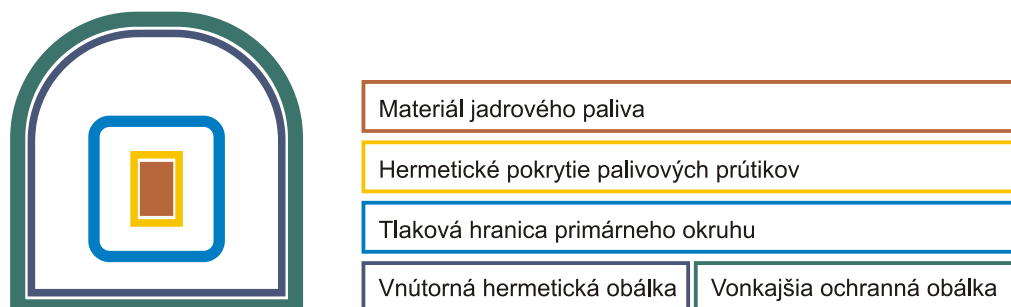 Materiál jadrového paliva
Hermetické pokrytie palivových prútikov
Tlaková hranica primárneho okruhu
Vnútorná hermetická obálka
Vonkajšia ochranná obálka